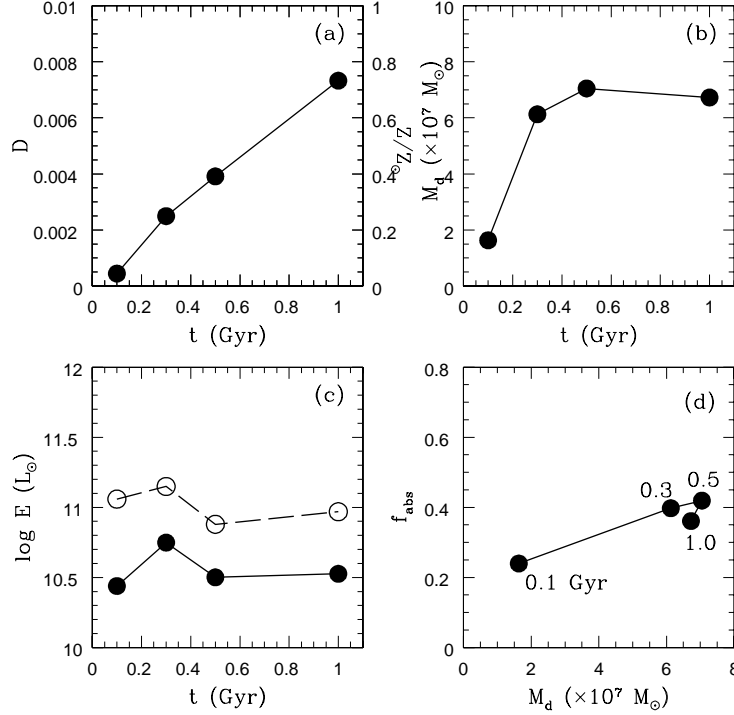 0.01
0.008
0.006
0.004
0.002
0
D
(a)
1
0.8
0.6
0.4
0.2
0
Z/Z⊙
0 0.2 0.4 0.6 0.8 1
t (Gyr)
10
8
6
4
2
0
M_d (×10⁷ M⊙)
(b)
0 0.2 0.4 0.6 0.8 1
t (Gyr)
12
11.5
11
10.5
10
log E (L⊙)
(c)
0 0.2 0.4 0.6 0.8 1
t (Gyr)
0.8
0.6
0.4
0.2
0
f_abs
(d)
0.3 0.5
1.0
0.1 Gyr
0 2 4 6 8
M_d (×10⁷ M⊙)